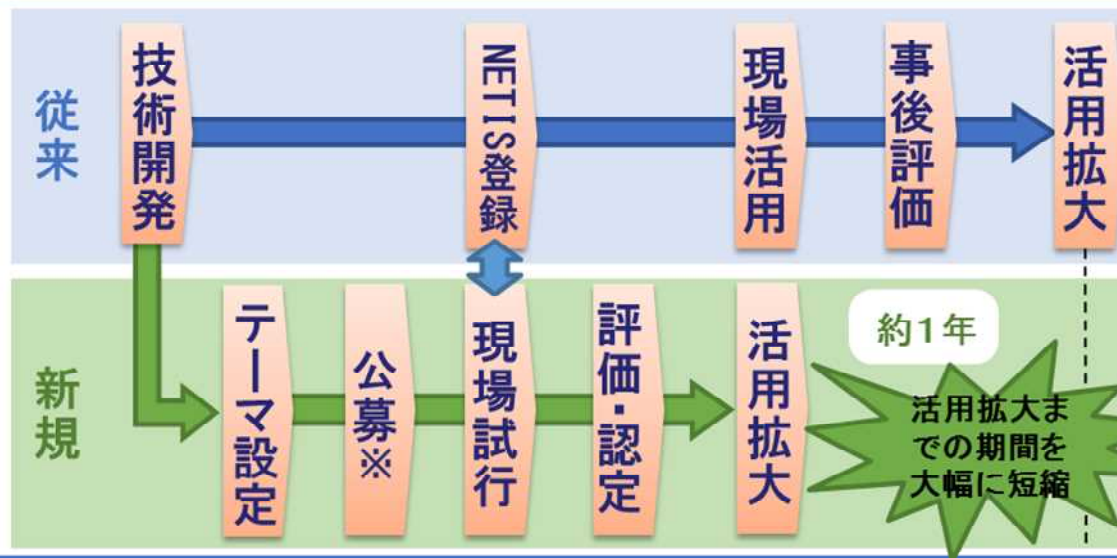 従来
技術開発
NETIS登録
現場活用
事後評価
活用拡大
新規
テーマ設定
公募※
現場試行
評価・認定
活用拡大
約1年
活用拡大ま
での期間を
大幅に短縮